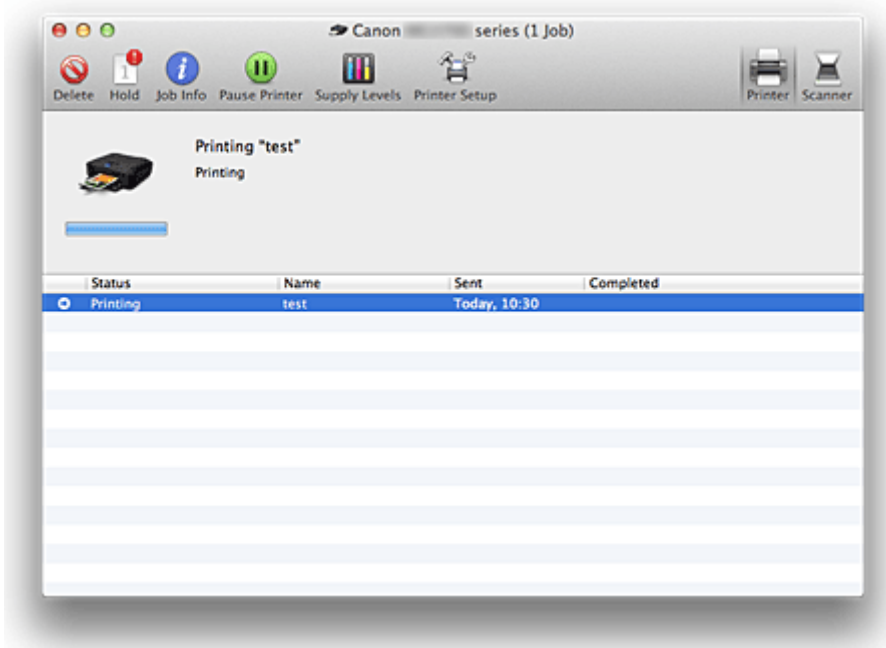 Canon series (1 Job)
Delete Hold Job Info Pause Printer Supply Levels Printer Setup Printer Scanner
Printing "test"
Printing
Status Name Sent Completed
Printing test Today, 10:30